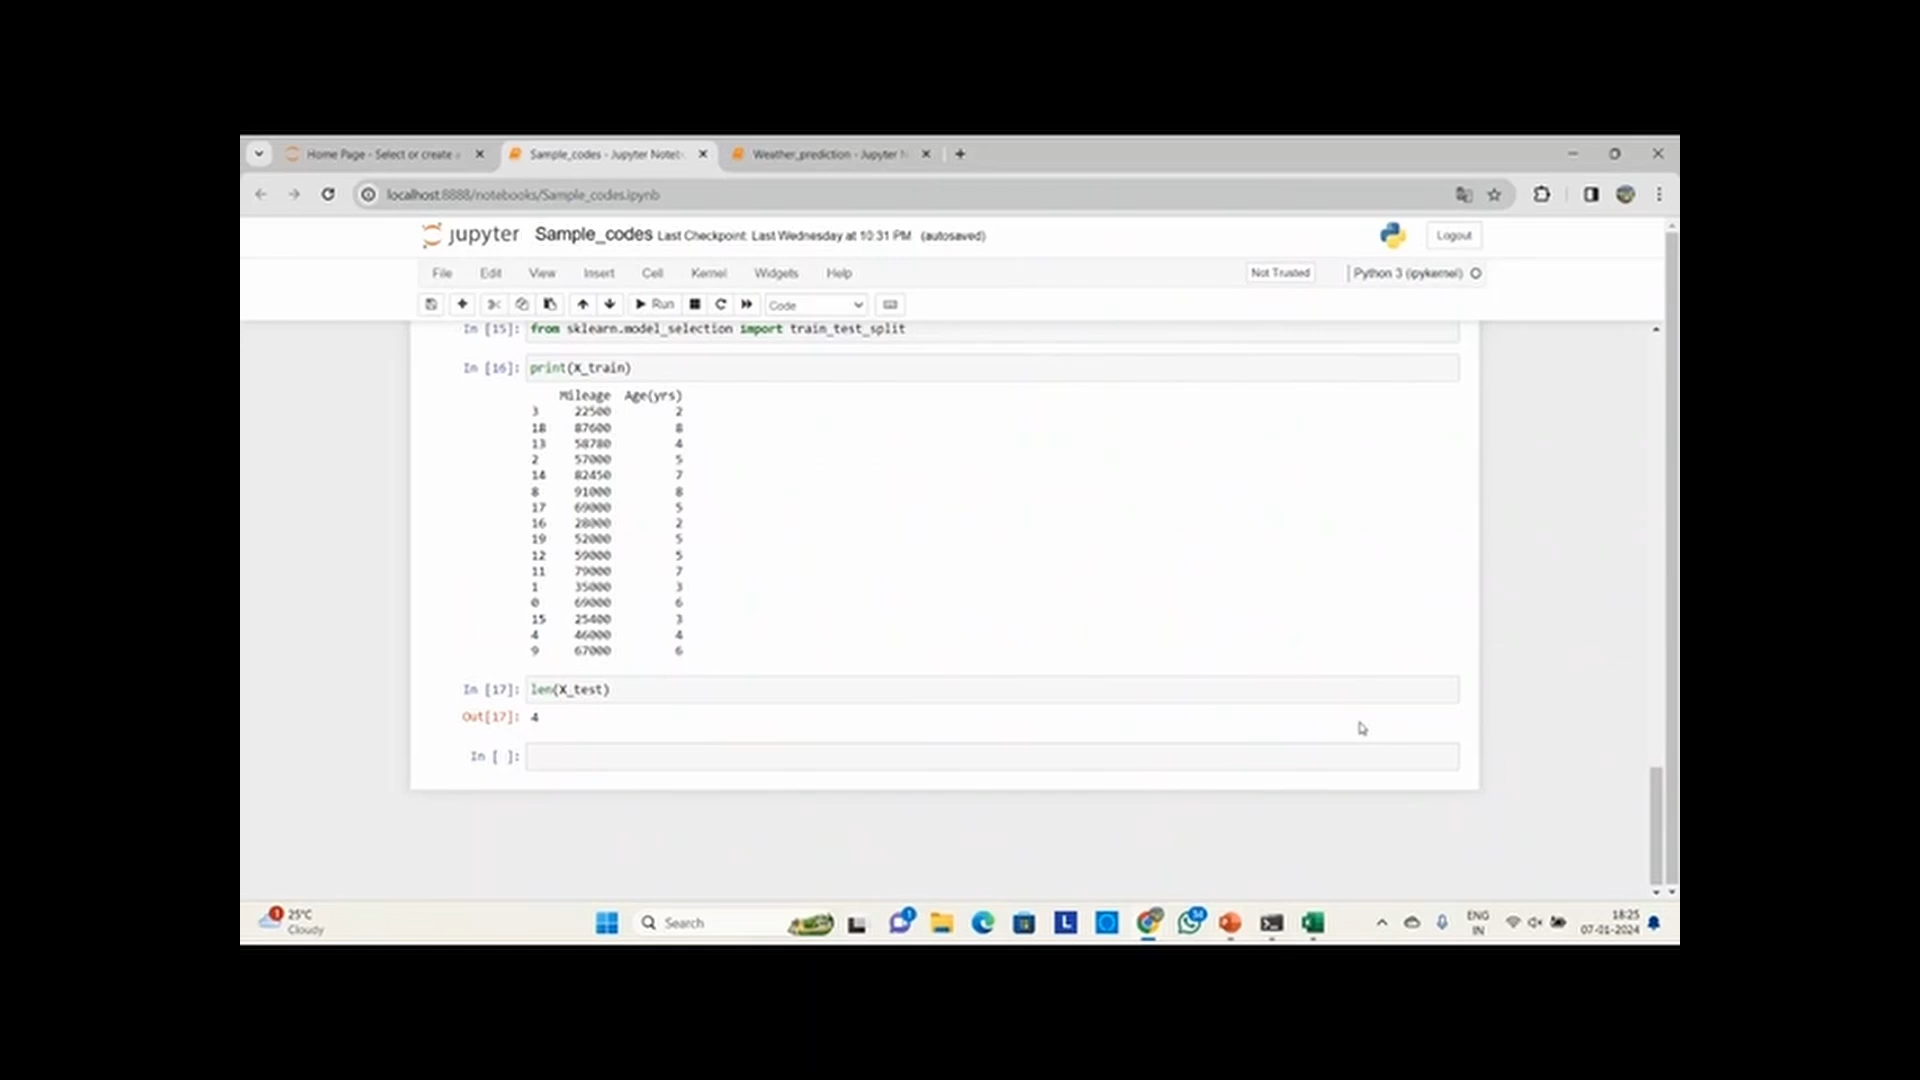 Home Page - Select or create a
Sample_codes - Jupyter Noteb
Weather_prediction - Jupyter N
localhost:8888/notebooks/Sample_codes.ipynb
jupyter Sample_codes Last Checkpoint: Last Wednesday at 10:31 PM (autosaved)
Logout
File Edit View Insert Cell Kernel Widgets Help
Not Trusted
Python 3 (ipykernel)
Run
Code
In [15]: from sklearn.model_selection import train_test_split
In [16]: print(X_train)
Mileage Age(yrs)
3 22500 2
18 87600 8
13 58780 4
2 57000 5
14 82450 7
8 91000 8
17 69000 5
16 28000 2
19 52000 5
12 59000 5
11 79000 7
1 35000 3
0 69000 6
15 25400 3
4 46000 4
9 67000 6
In [17]: len(X_test)
Out[17]: 4
In [ ]:
1
25°C
Cloudy
Search
1
L
ENG
IN
18:25
07-01-2024